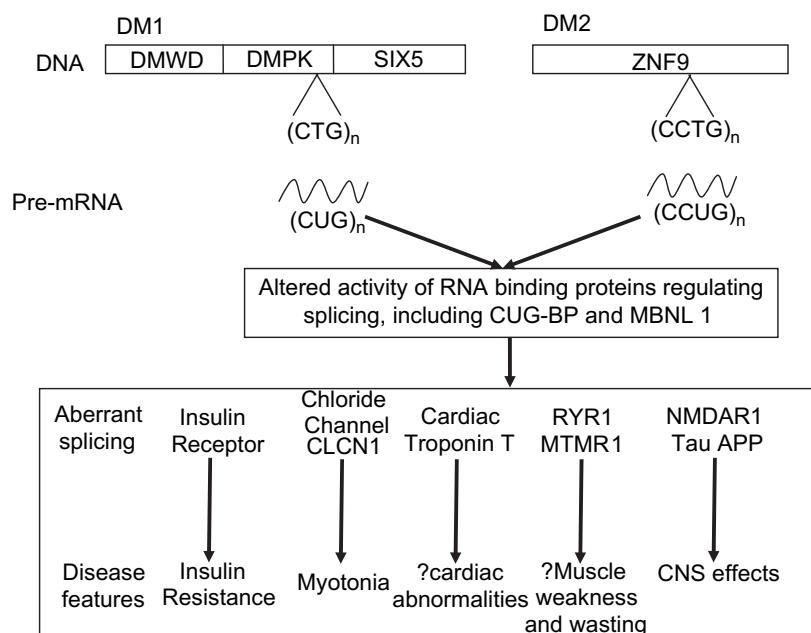 DM1
DM2
DNA
DMWD
DMPK
SIX5
ZNF9
(CTG)n
(CCTG)n
Pre-mRNA
(CUG)n
(CCUG)n
Altered activity of RNA binding proteins regulating
splicing, including CUG-BP and MBNL 1
Aberrant
splicing
Insulin
Receptor
Chloride
Channel
CLCN1
Cardiac
Troponin T
RYR1
MTMR1
NMDAR1
Tau APP
Disease
features
Insulin
Resistance
Myotonia
?cardiac
abnormalities
?Muscle
weakness
and wasting
CNS effects